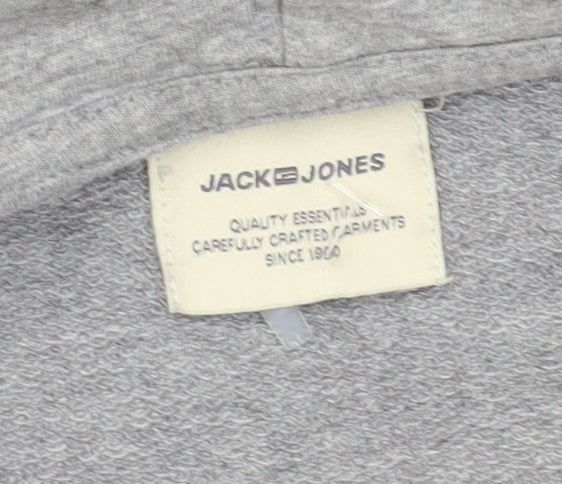 JACK & JONES
QUALITY ESSENTIALS
CAREFULLY CRAFTED GARMENTS
SINCE 1990